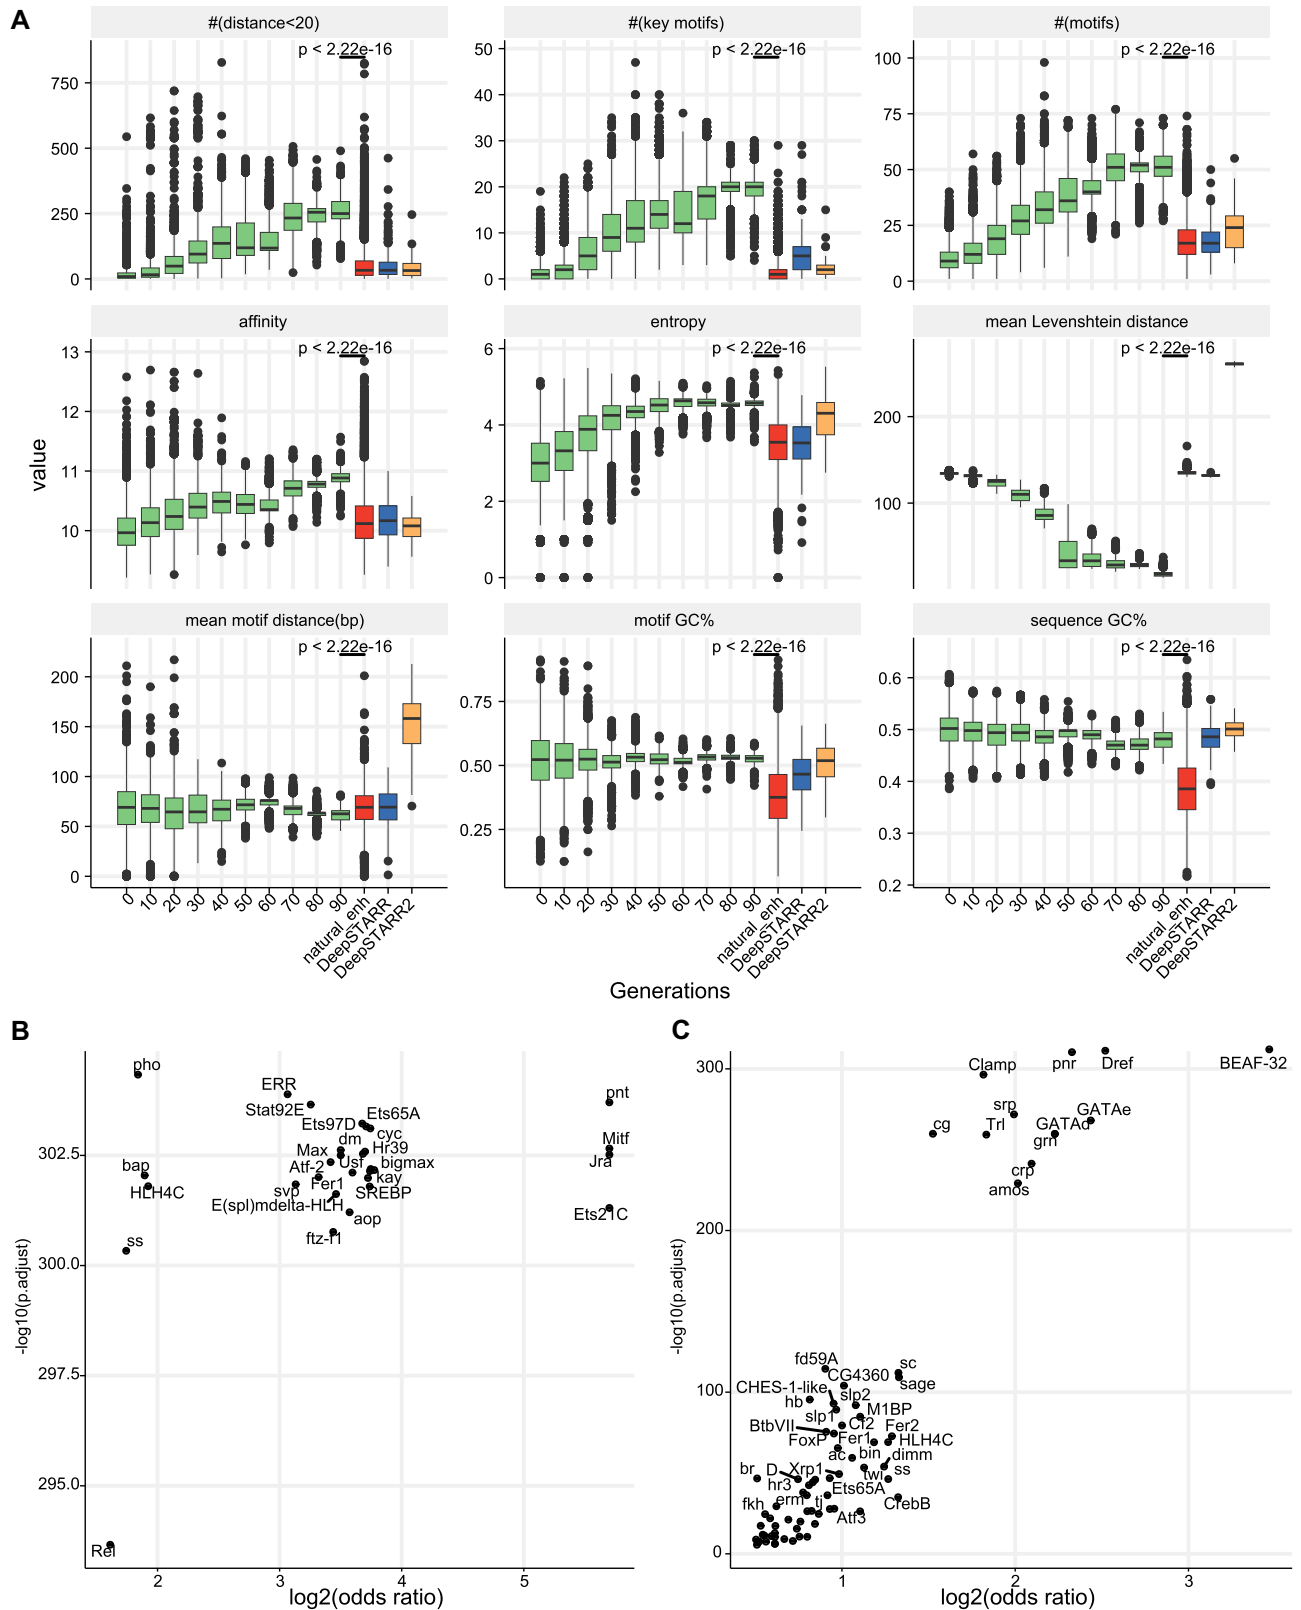 A
#(distance<20)
#(key motifs)
#(motifs)
p < 2.22e-16
p < 2.22e-16
p < 2.22e-16
750
500
250
0
50
40
30
20
10
0
100
75
50
25
0
affinity
entropy
mean Levenshtein distance
p < 2.22e-16
p < 2.22e-16
p < 2.22e-16
13
12
11
10
6
4
2
0
200
100
value
mean motif distance(bp)
motif GC%
sequence GC%
p < 2.22e-16
p < 2.22e-16
p < 2.22e-16
200
150
100
50
0
0.75
0.50
0.25
0.6
0.5
0.4
0.3
0.2
0 10 20 30 40 50 60 70 80 90 natural_enh DeepSTARR DeepSTARR2
0 10 20 30 40 50 60 70 80 90 natural_enh DeepSTARR DeepSTARR2
0 10 20 30 40 50 60 70 80 90 natural_enh DeepSTARR DeepSTARR2
Generations
B
-log10(p.adjust)
302.5
300.0
297.5
295.0
pho
ERR
Stat92E
Ets97D
Ets65A
pnt
dm
cyc
Max
Hr39
Mitf
Atf-2
Usf
bigmax
Jra
bap
HLH4C
svp
Fer1
kay
SREBP
E(spl)mdelta-HLH
aop
Ets21C
ss
ftz-f1
Rel
2 3 4 5
log2(odds ratio)
C
-log10(p.adjust)
300
200
100
0
Clamp
pnr
Dref
BEAF-32
srp
GATAe
cg
Trl
GATAd
grn
crp
amos
fd59A
CG4360
sc
sage
CHES-1-like
slp2
hb
slp1
M1BP
BtbVII
Cf2
Fer2
FoxP
Fer1
HLH4C
ac
bin
dimm
br
D
Xrp1
twi
ss
hr3
Ets65A
erm
tj
CrebB
fkh
Atf3
1 2 3
log2(odds ratio)